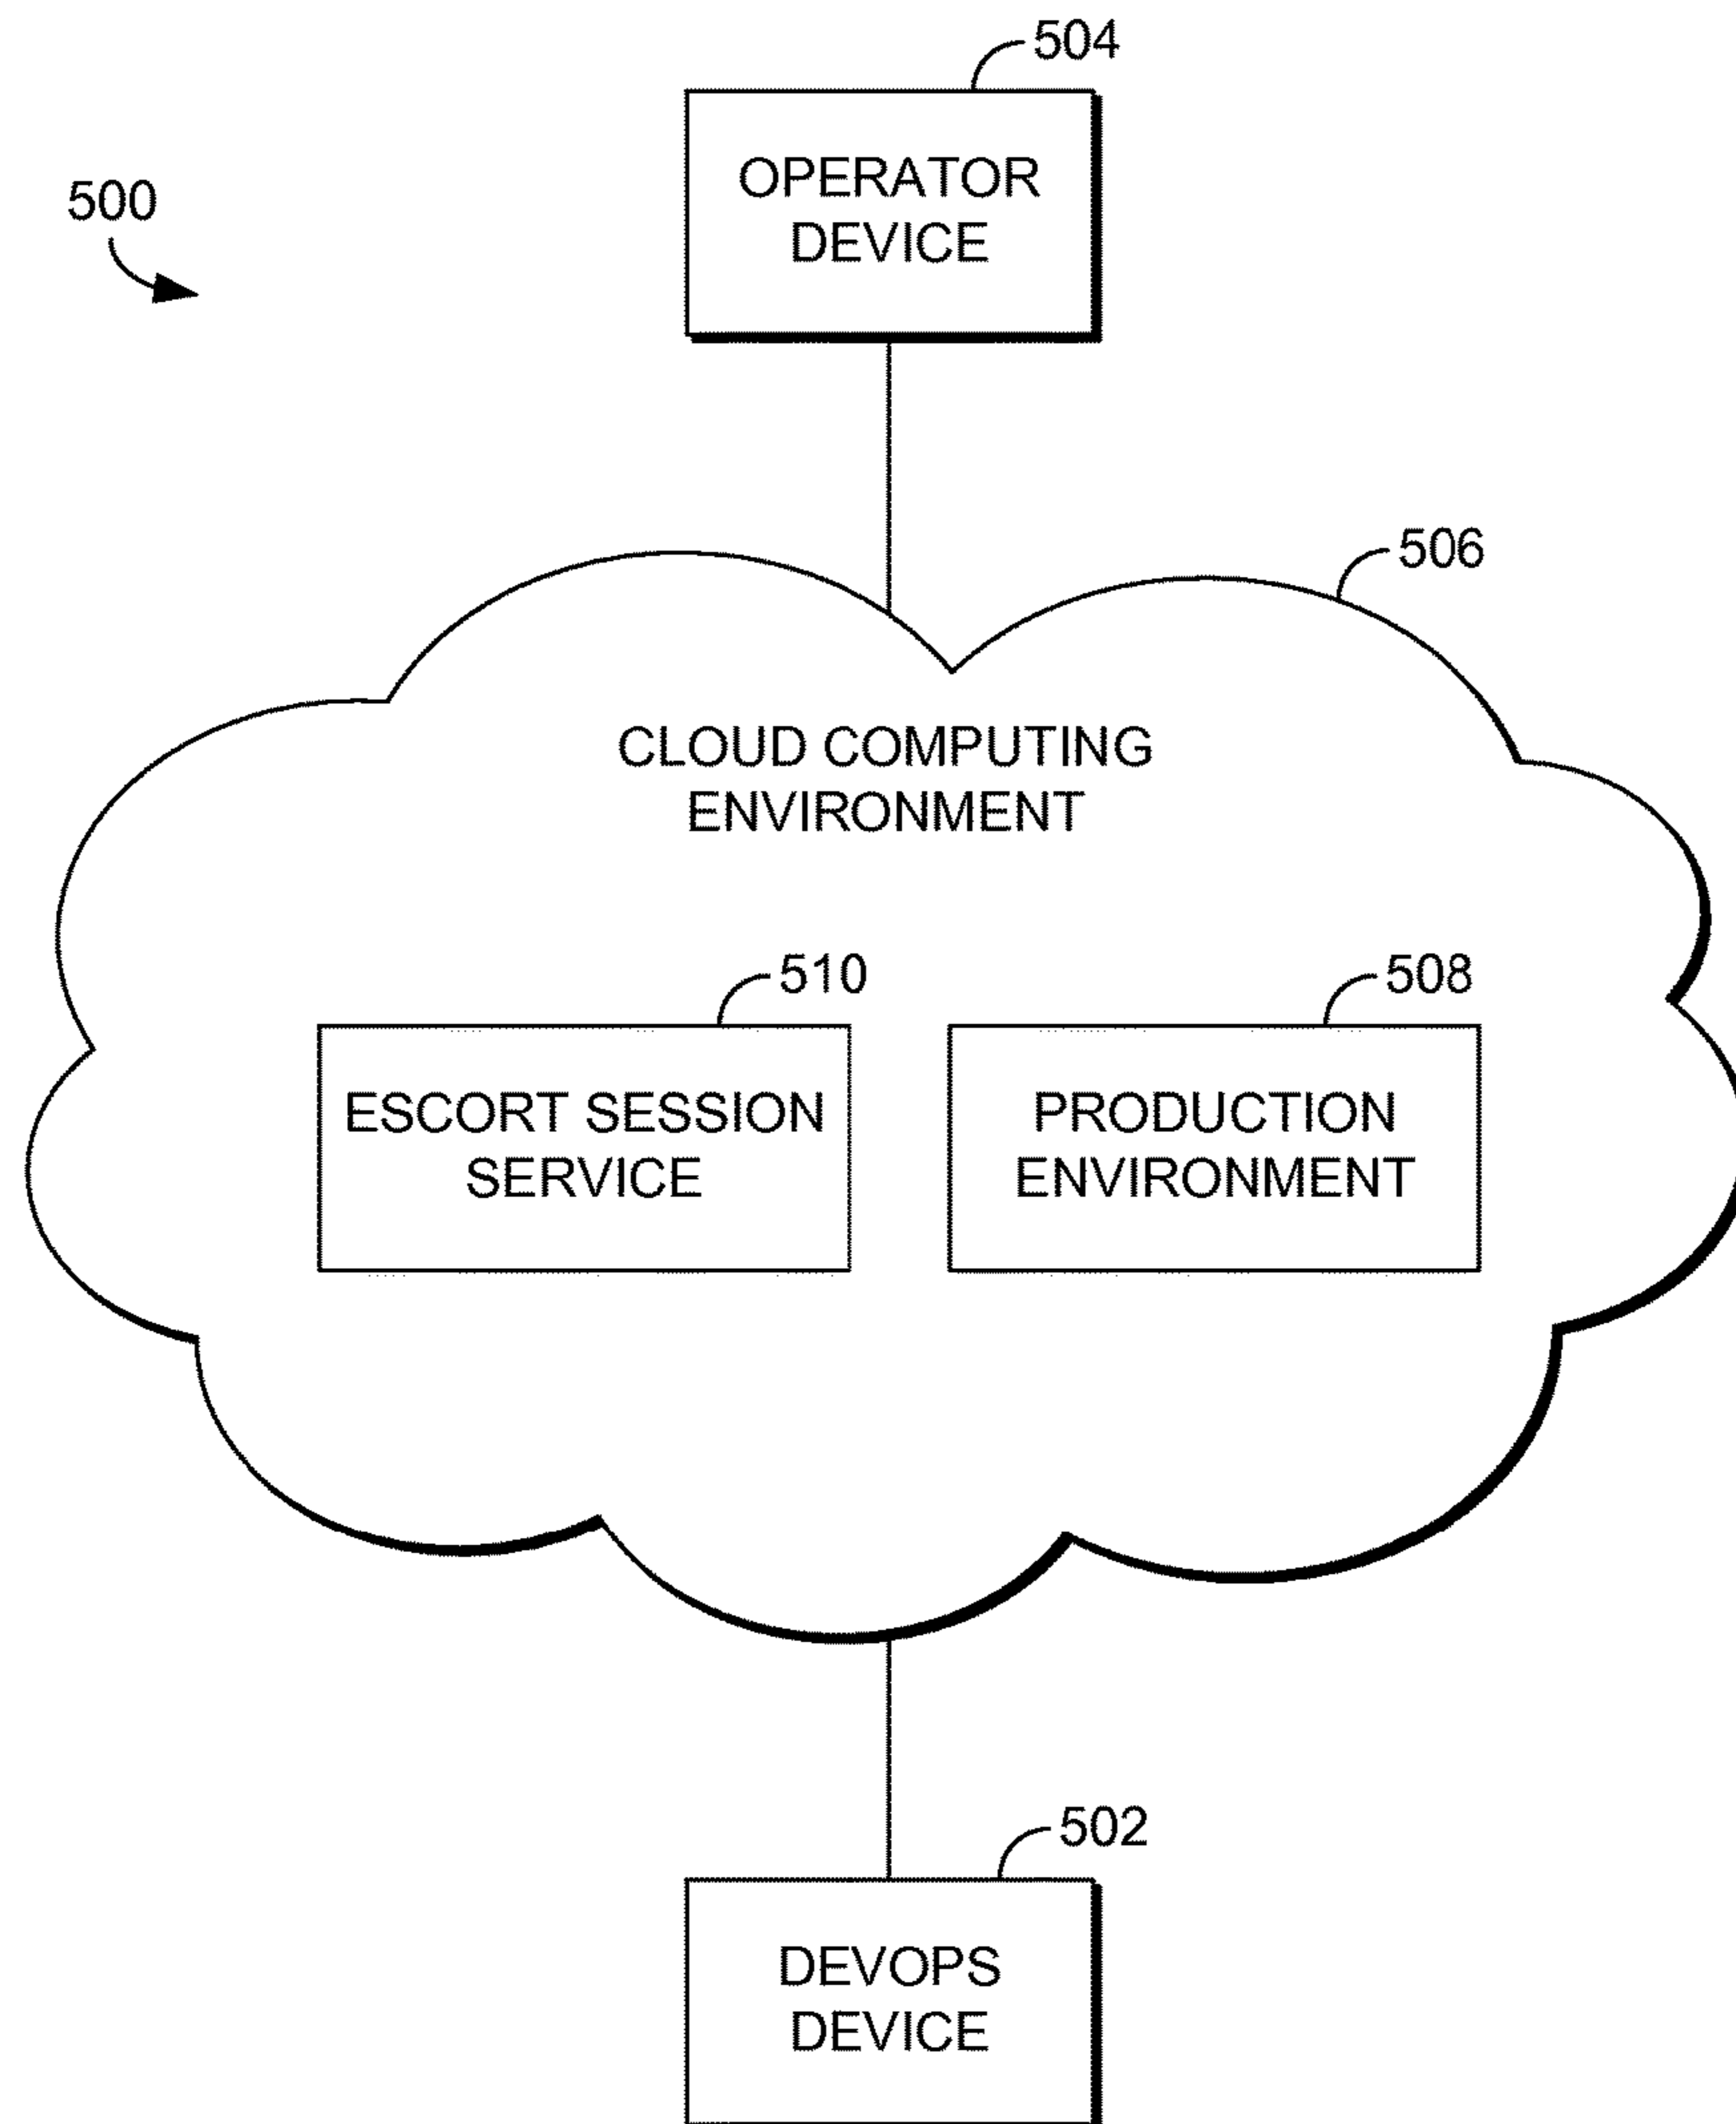 504
OPERATOR
DEVICE
500
506
CLOUD COMPUTING
ENVIRONMENT
510
508
ESCORT SESSION
SERVICE
PRODUCTION
ENVIRONMENT
502
DEVOPS
DEVICE